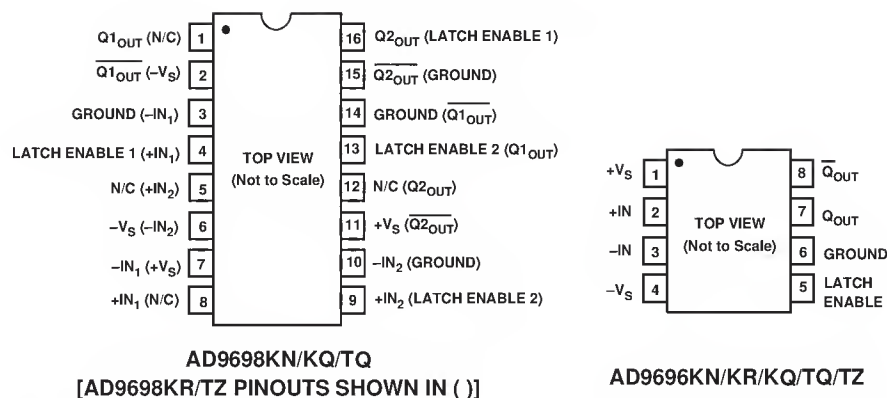 Q1OUT (N/C) 1
16 Q2OUT (LATCH ENABLE 1)
Q1OUT (–VS) 2
15 Q2OUT (GROUND)
GROUND (–IN1) 3
14 GROUND (Q1OUT)
LATCH ENABLE 1 (+IN1) 4
13 LATCH ENABLE 2 (Q1OUT)
N/C (+IN2) 5
12 N/C (Q2OUT)
–VS (–IN2) 6
11 +VS (Q2OUT)
–IN1 (+VS) 7
10 –IN2 (GROUND)
+IN1 (N/C) 8
9 +IN2 (LATCH ENABLE 2)
TOP VIEW
(Not to Scale)
AD9698KN/KQ/TQ
[AD9698KR/TZ PINOUTS SHOWN IN ( )]
+VS 1
8 Q̅OUT
+IN 2
7 QOUT
–IN 3
6 GROUND
–VS 4
5 LATCH
ENABLE
TOP VIEW
(Not to Scale)
AD9696KN/KR/KQ/TQ/TZ